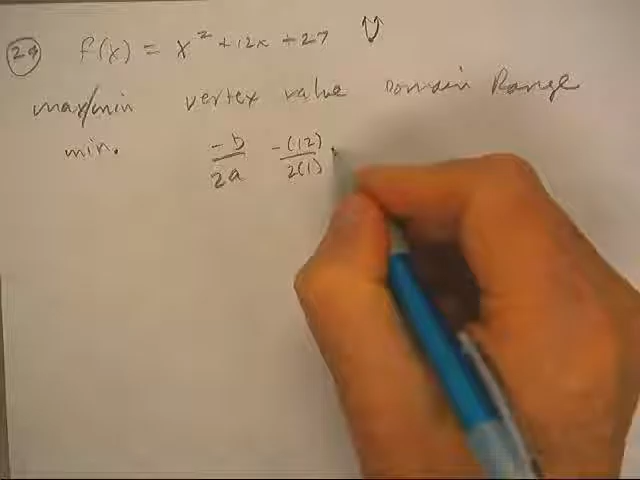 24 f(x) = x² + 12x + 27
max/min vertex value Domain Range
min. -b/2a -(12)/2(1)